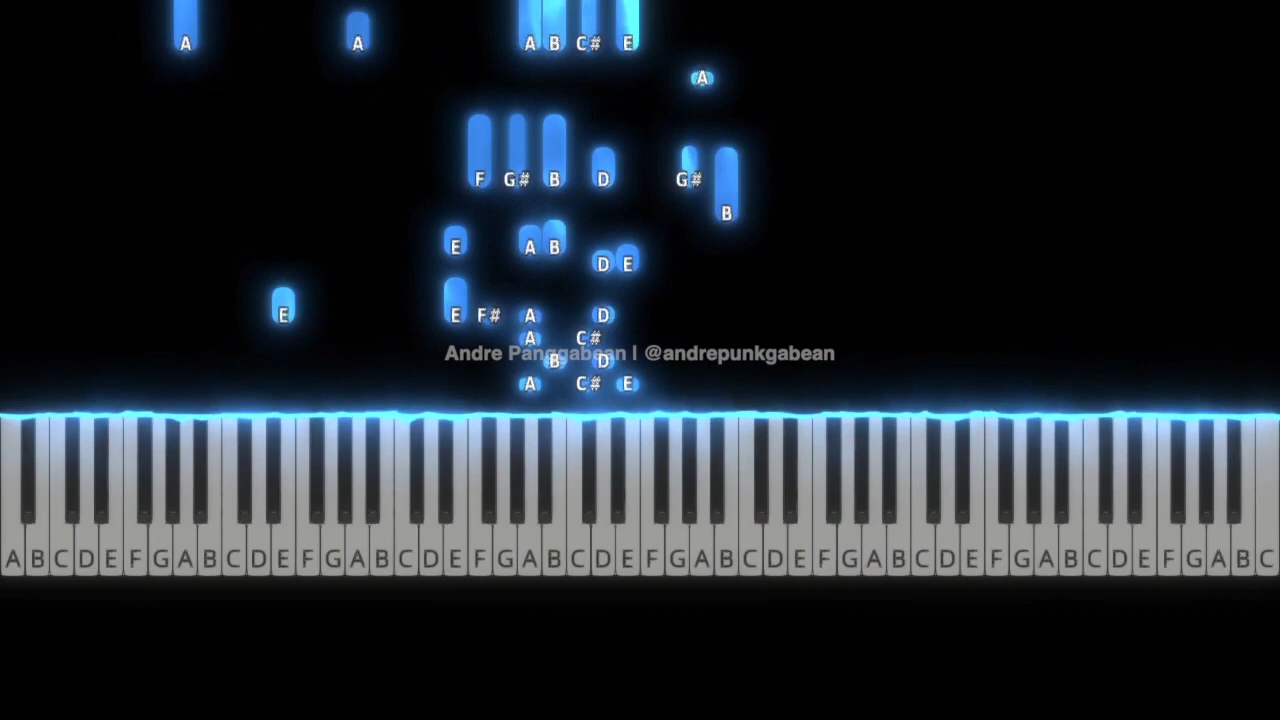 A A A B C# E
A
F G# B D G#
B
E A B
D E
E E F# A D
A C#
Andre Panggabean | @andrepunkgabean
B D
A C# E
A B C D E F G A B C D E F G A B C D E F G A B C D E F G A B C D E F G A B C D E F G A B C D E F G A B C